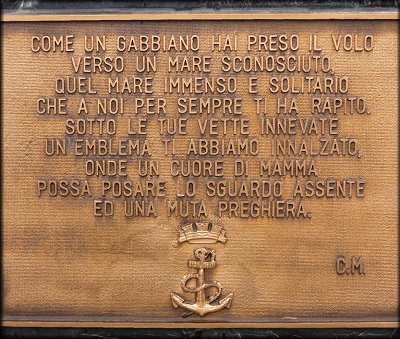 COME UN GABBIANO HAI PRESO IL VOLO
VERSO UN MARE SCONOSCIUTO,
QUEL MARE IMMENSO E SOLITARIO
CHE A NOI PER SEMPRE TI HA RAPITO.
SOTTO LE TUE VETTE INNEVATE
UN EMBLEMA TI ABBIAMO INNALZATO,
ONDE UN CUORE DI MAMMA
POSSA POSARE LO SGUARDO ASSENTE
ED UNA MUTA PREGHIERA.
C.M.